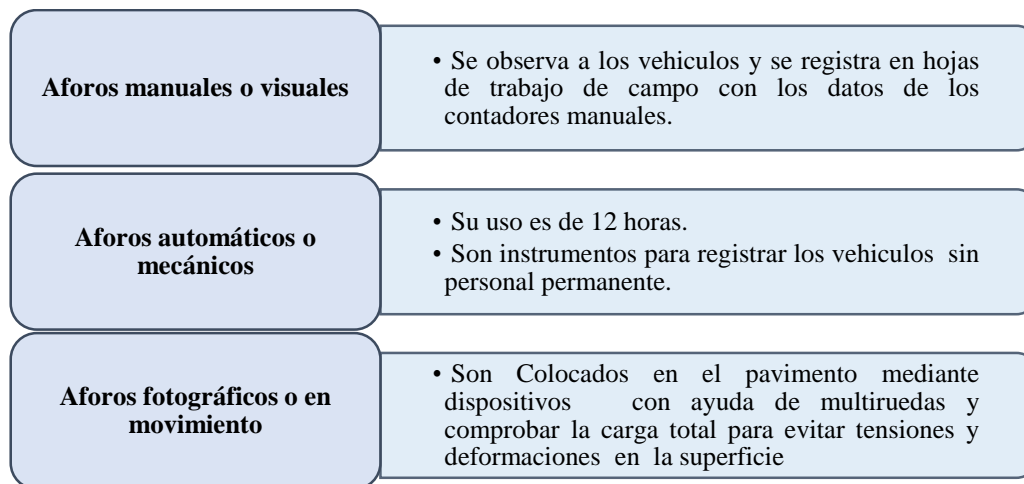 Aforos manuales o visuales
• Se observa a los vehiculos y se registra en hojas
de trabajo de campo con los datos de los
contadores manuales.
Aforos automáticos o
mecánicos
• Su uso es de 12 horas.
• Son instrumentos para registrar los vehiculos sin
personal permanente.
Aforos fotográficos o en
movimiento
• Son Colocados en el pavimento mediante
dispositivos con ayuda de multiruedas y
comprobar la carga total para evitar tensiones y
deformaciones en la superficie